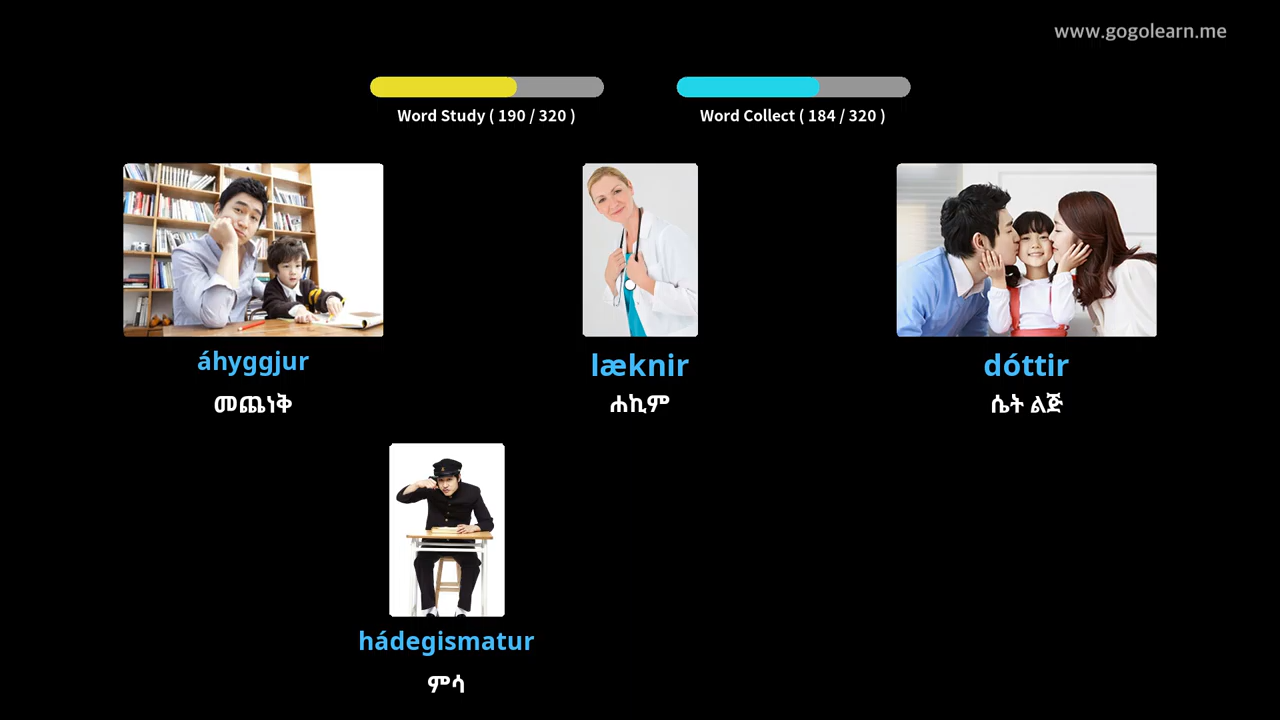 www.gogolearn.me
Word Study ( 190 / 320 )
Word Collect ( 184 / 320 )
áhyggjur
læknir
dóttir
መጨነቅ
ሐኪም
ሴት ልጅ
hádegismatur
ምሳ